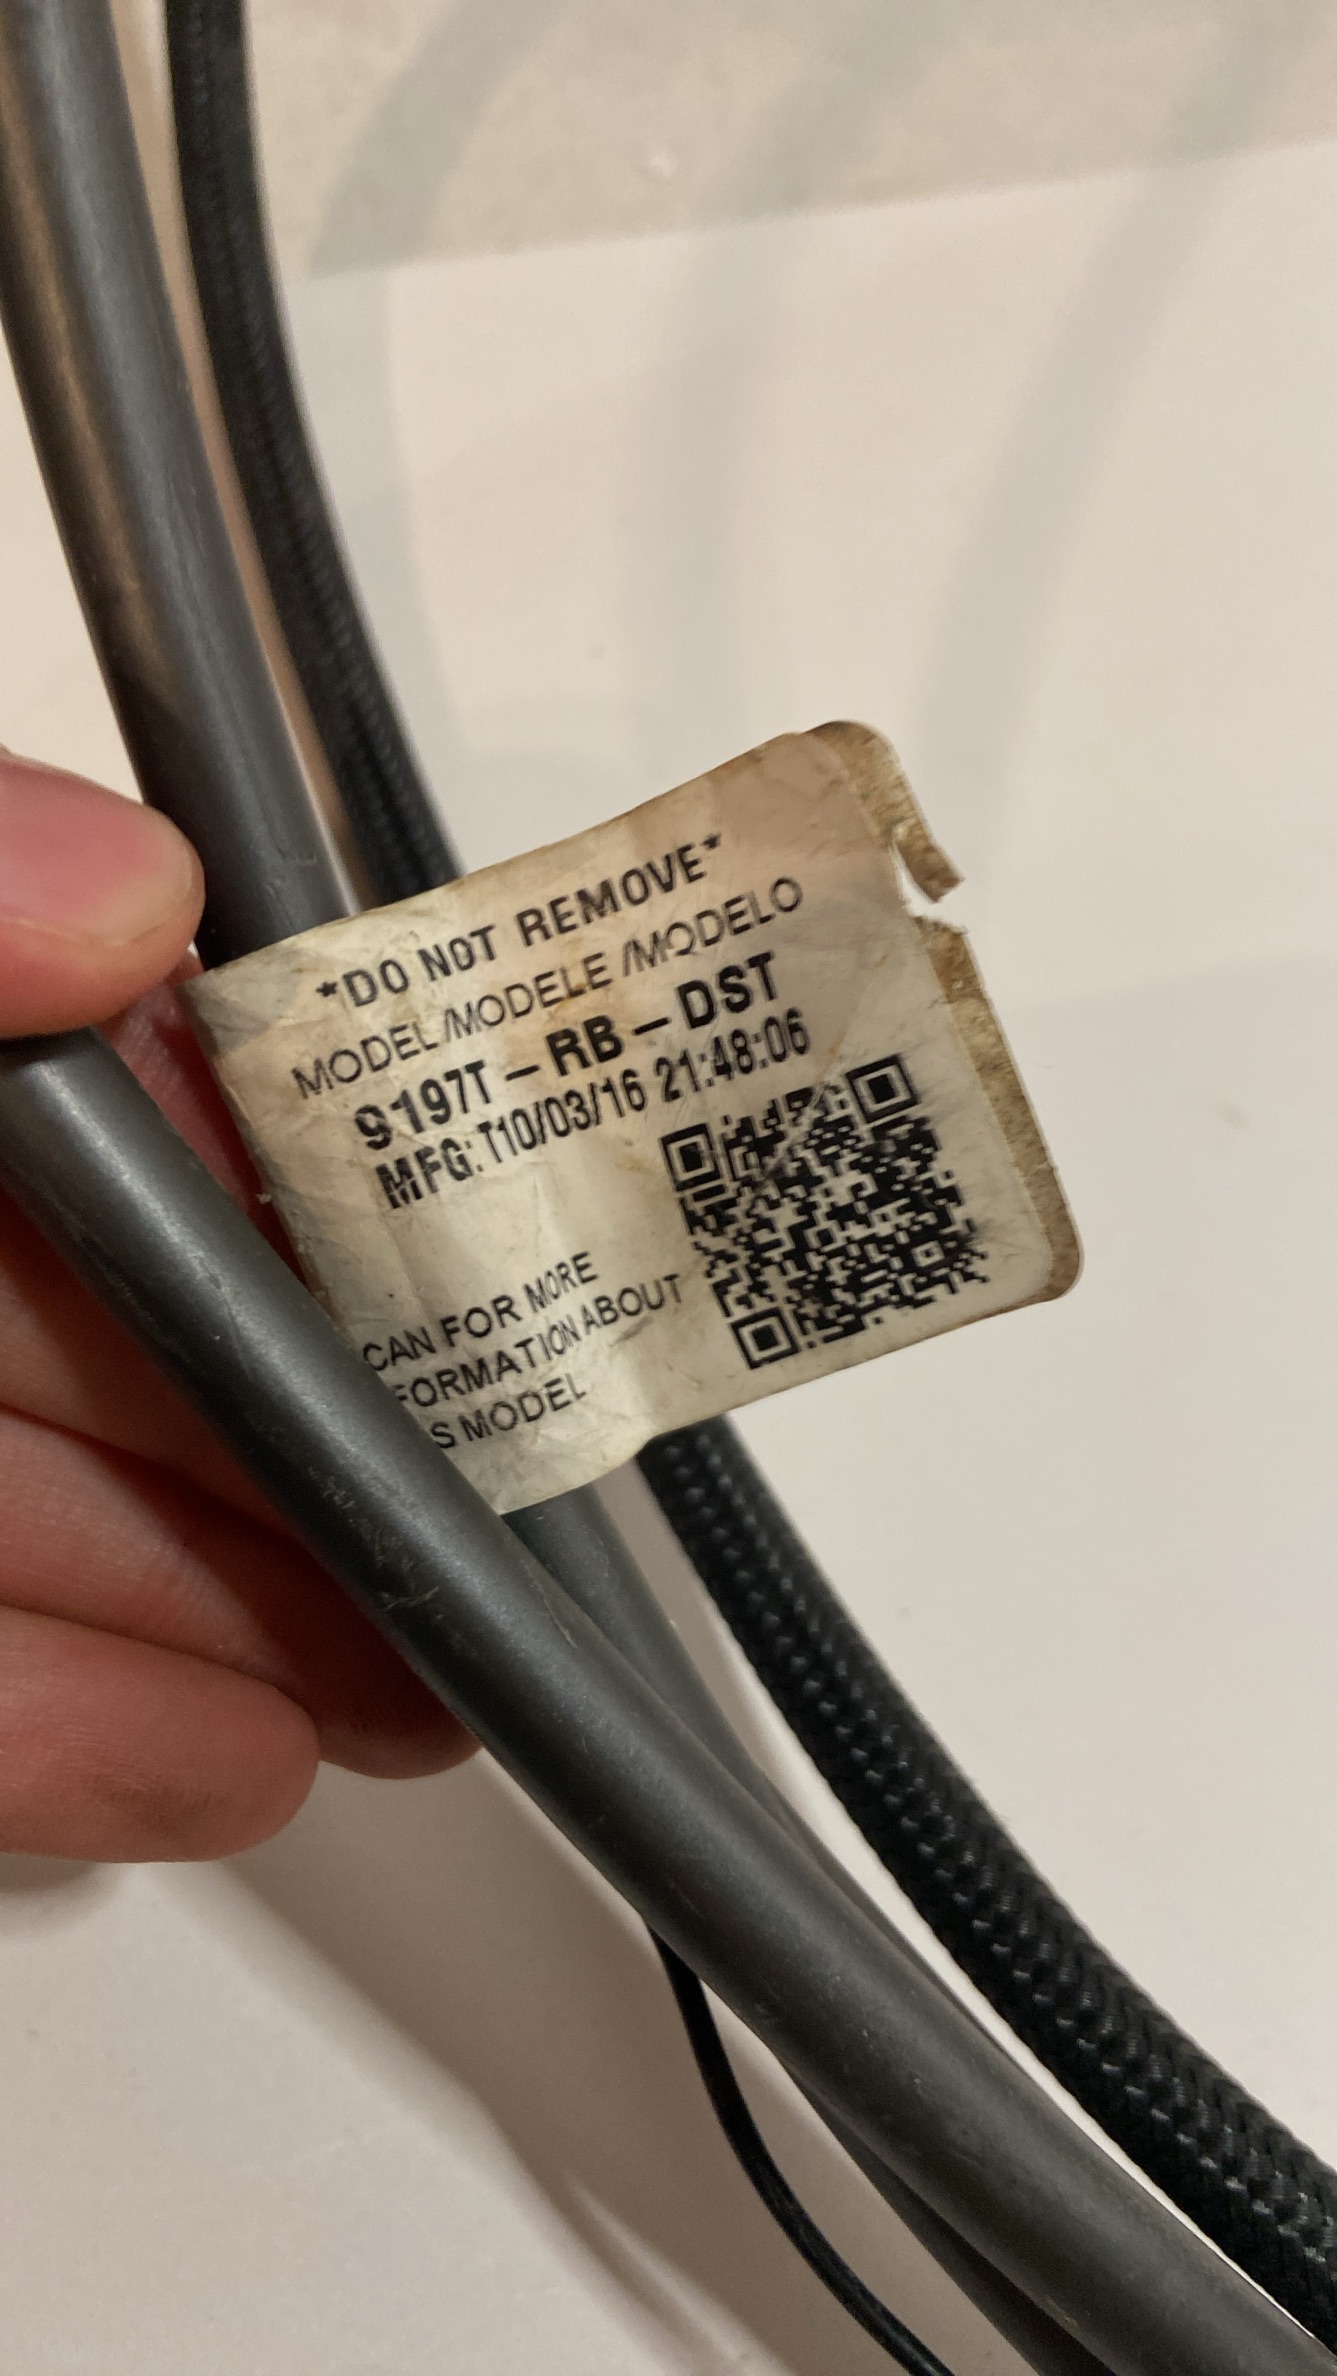 *DO NOT REMOVE*
MODEL/MODELE/MODELO
9197T-RB-DST
MFG: T10/03/16 21:48:06
CAN FOR MORE
FORMATION ABOUT
S MODEL